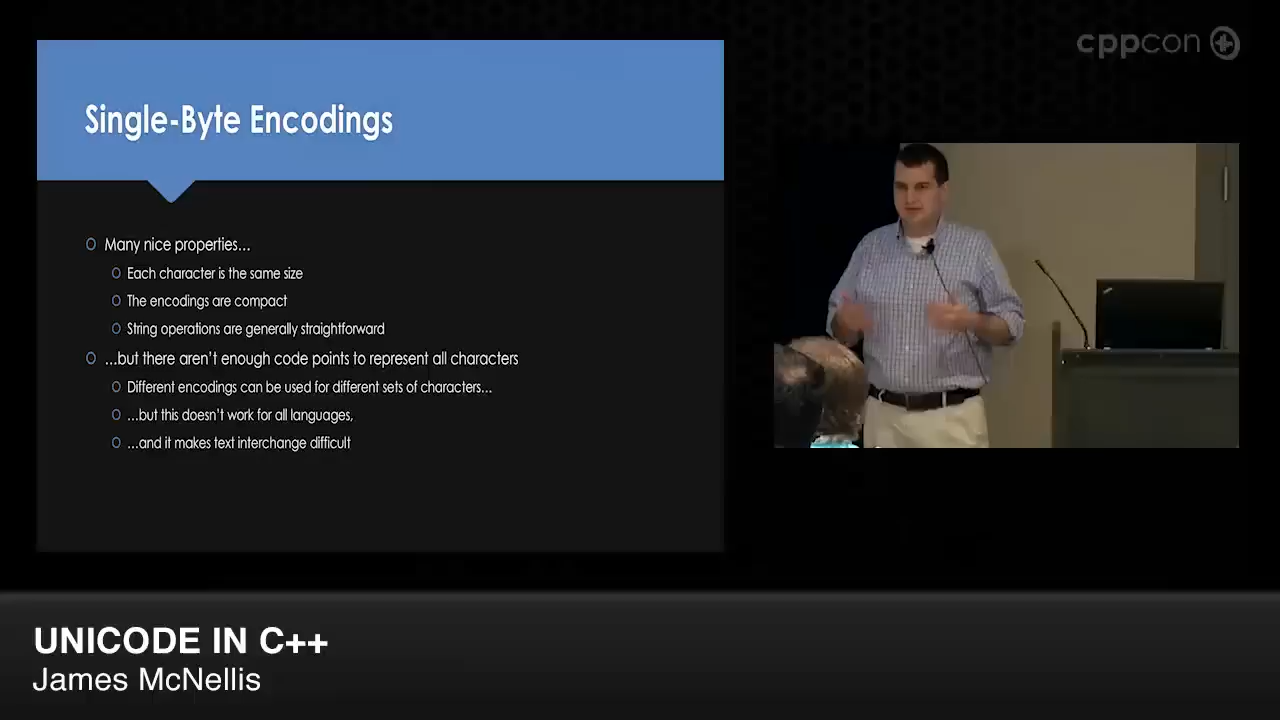 cppcon
Single-Byte Encodings
Many nice properties...
Each character is the same size
The encodings are compact
String operations are generally straightforward
...but there aren't enough code points to represent all characters
Different encodings can be used for different sets of characters...
...but this doesn't work for all languages,
...and it makes text interchange difficult
UNICODE IN C++
James McNellis